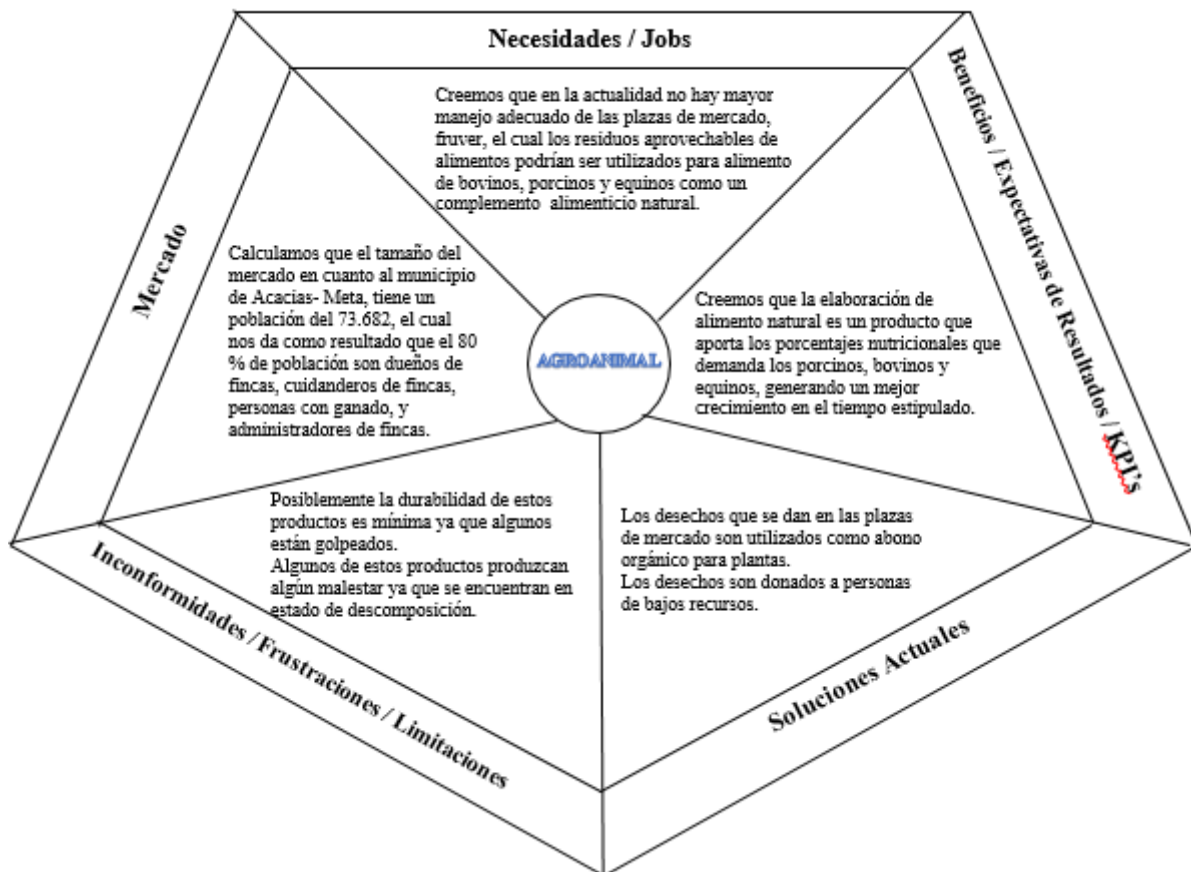 Necesidades / Jobs
Creemos que en la actualidad no hay mayor
manejo adecuado de las plazas de mercado,
fruver, el cual los residuos aprovechables de
alimentos podrían ser utilizados para alimento
de bovinos, porcinos y equinos como un
complemento alimenticio natural.
Beneficios / Expectativas de Resultados / KPI's
Creemos que la elaboración de
alimento natural es un producto que
aporta los porcentajes nutricionales que
demanda los porcinos, bovinos y
equinos, generando un mejor
crecimiento en el tiempo estipulado.
Mercado
Calculamos que el tamaño del
mercado en cuanto al municipio
de Acacias- Meta, tiene un
población del 73.682, el cual
nos da como resultado que el 80
% de población son dueños de
fincas, cuidanderos de fincas,
personas con ganado, y
administradores de fincas.
AGROANIMAL
Inconformidades / Frustraciones / Limitaciones
Posiblemente la durabilidad de estos
productos es mínima ya que algunos
están golpeados.
Algunos de estos productos produzcan
algún malestar ya que se encuentran en
estado de descomposición.
Soluciones Actuales
Los desechos que se dan en las plazas
de mercado son utilizados como abono
orgánico para plantas.
Los desechos son donados a personas
de bajos recursos.